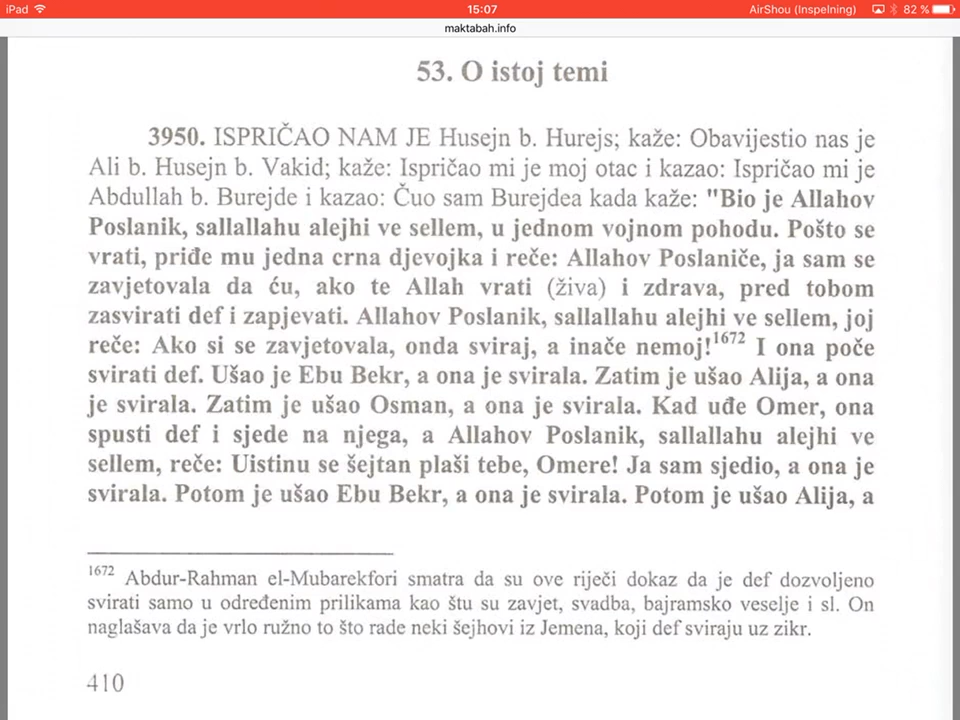 iPad 15:07 AirShou (Inspelning) 82 %
maktabah.info
53. O istoj temi
3950. ISPRIČAO NAM JE Husejn b. Hurejs; kaže: Obavijestio nas je
Ali b. Husejn b. Vakid; kaže: Ispričao mi je moj otac i kazao: Ispričao mi je
Abdullah b. Burejde i kazao: Čuo sam Burejdea kada kaže: "Bio je Allahov
Poslanik, sallallahu alejhi ve sellem, u jednom vojnom pohodu. Pošto se
vrati, priđe mu jedna crna djevojka i reče: Allahov Poslaniče, ja sam se
zavjetovala da ću, ako te Allah vrati (živa) i zdrava, pred tobom
zasvirati def i zapjevati. Allahov Poslanik, sallallahu alejhi ve sellem, joj
reče: Ako si se zavjetovala, onda sviraj, a inače nemoj!1672 I ona poče
svirati def. Ušao je Ebu Bekr, a ona je svirala. Zatim je ušao Alija, a ona
je svirala. Zatim je ušao Osman, a ona je svirala. Kad uđe Omer, ona
spusti def i sjede na njega, a Allahov Poslanik, sallallahu alejhi ve
sellem, reče: Uistinu se šejtan plaši tebe, Omere! Ja sam sjedio, a ona je
svirala. Potom je ušao Ebu Bekr, a ona je svirala. Potom je ušao Alija, a
1672 Abdur-Rahman el-Mubarekfori smatra da su ove riječi dokaz da je def dozvoljeno
svirati samo u određenim prilikama kao štu su zavjet, svadba, bajramsko veselje i sl. On
naglašava da je vrlo ružno to što rade neki šejhovi iz Jemena, koji def sviraju uz zikr.
410